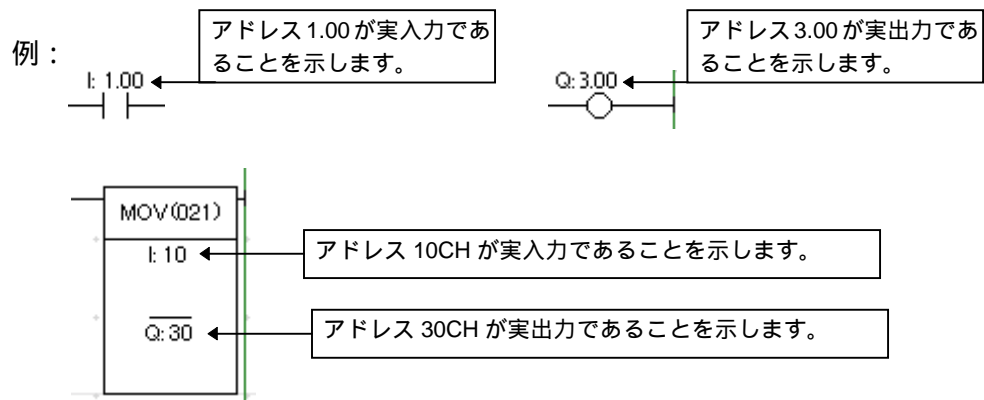 例：
アドレス 1.00 が実入力であ
ることを示します。
アドレス 3.00 が実出力であ
ることを示します。
I: 1.00
Q: 3.00
MOV(021)
I: 10
アドレス 10CH が実入力であることを示します。
Q: 30
アドレス 30CH が実出力であることを示します。